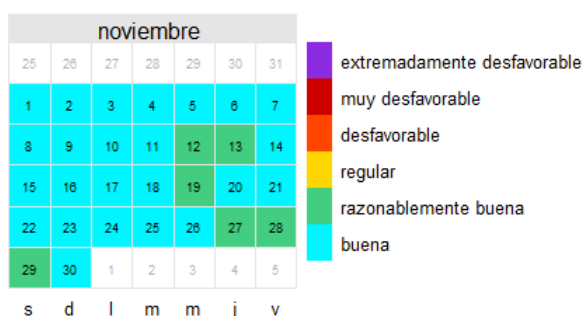 noviembre
25 26 27 28 29 30 31
1 2 3 4 5 6 7
8 9 10 11 12 13 14
15 16 17 18 19 20 21
22 23 24 25 26 27 28
29 30 1 2 3 4 5
s d l m m j v
extremadamente desfavorable
muy desfavorable
desfavorable
regular
razonablemente buena
buena